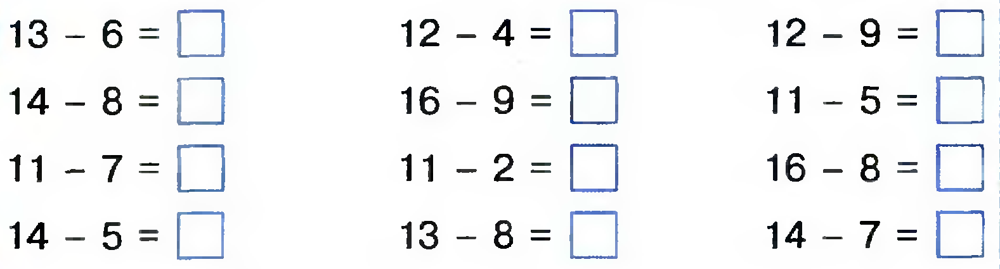 13 – 6 = 12 – 4 = 12 – 9 =
14 – 8 = 16 – 9 = 11 – 5 =
11 – 7 = 11 – 2 = 16 – 8 =
14 – 5 = 13 – 8 = 14 – 7 =